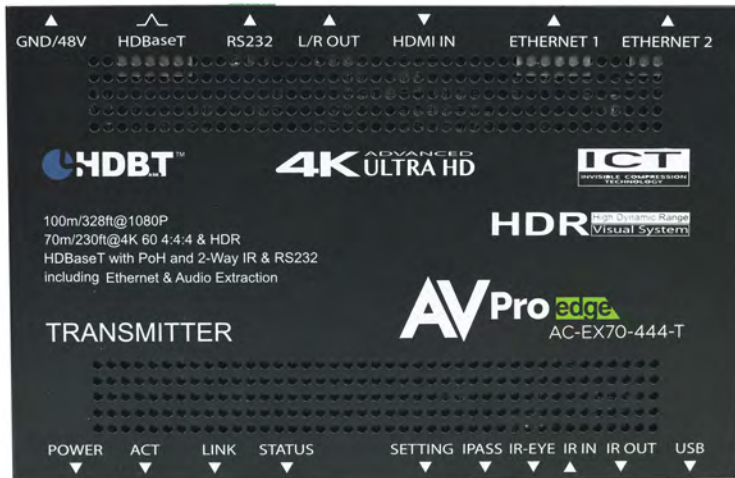 GND/48V HDBaseT RS232 L/R OUT HDMI IN ETHERNET 1 ETHERNET 2
HDBT™
4K ADVANCED ULTRA HD
ICT
INVISIBLE COMPRESSION
TECHNOLOGY
100m/328ft@1080P
70m/230ft@4K 60 4:4:4 & HDR
HDBaseT with PoH and 2-Way IR & RS232
including Ethernet & Audio Extraction
HDR High Dynamic Range
Visual System
TRANSMITTER
AVPro edge
AC-EX70-444-T
POWER ACT LINK STATUS SETTING IPASS IR-EYE IR IN IR OUT USB